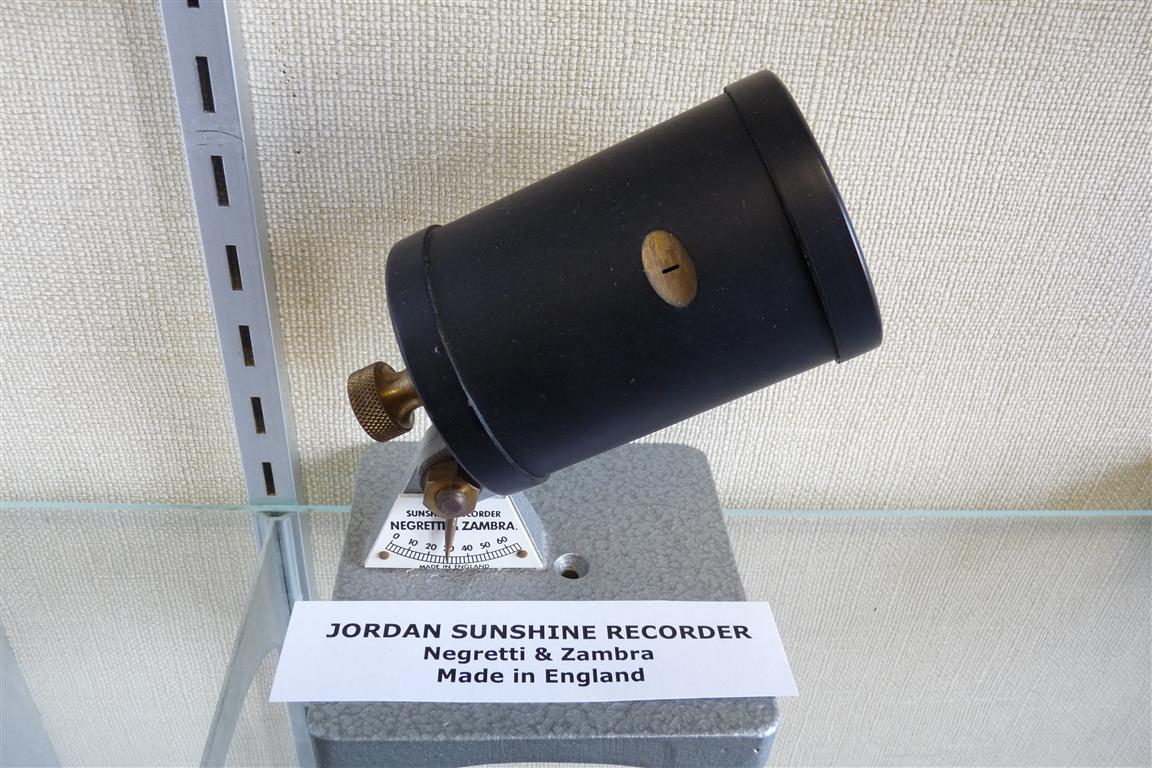 SUNSHINE RECORDER
NEGRETTI & ZAMBRA.
0 10 20 30 40 50 60
MADE IN ENGLAND
JORDAN SUNSHINE RECORDER
Negretti & Zambra
Made in England